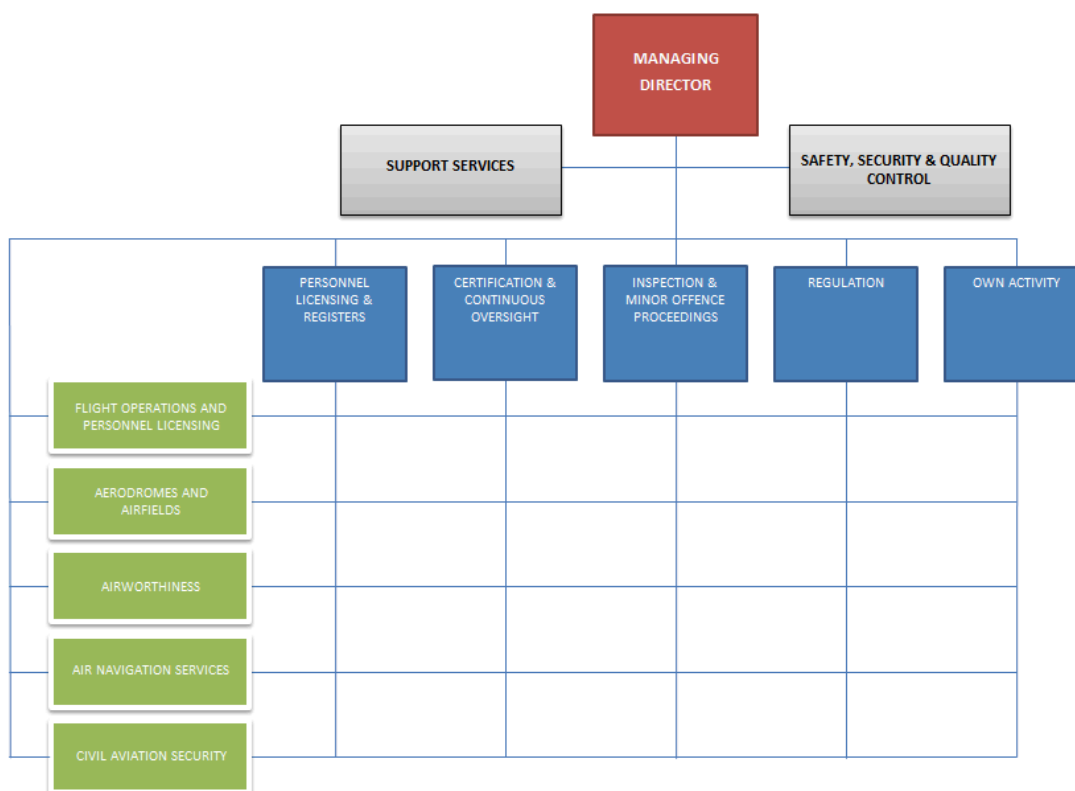 MANAGING
DIRECTOR
SUPPORT SERVICES
SAFETY, SECURITY & QUALITY
CONTROL
PERSONNEL
LICENSING &
REGISTERS
CERTIFICATION &
CONTINUOUS
OVERSIGHT
INSPECTION &
MINOR OFFENCE
PROCEEDINGS
REGULATION
OWN ACTIVITY
FLIGHT OPERATIONS AND
PERSONNEL LICENSING
AERODROMES AND
AIRFIELDS
AIRWORTHINESS
AIR NAVIGATION SERVICES
CIVIL AVIATION SECURITY